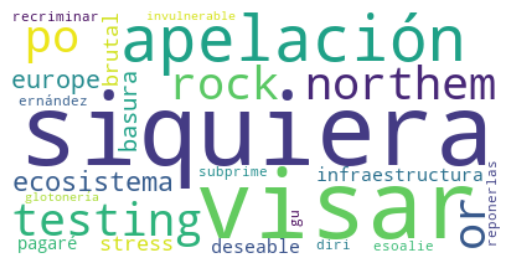 recriminar invulnerable
po brutal apelación
europe basura rock northem
ernández
siquiera
ecosistema subprime infraestructura
glotonería visar or reponerlas
testing gu
pagaré stress deseable diri esoalie